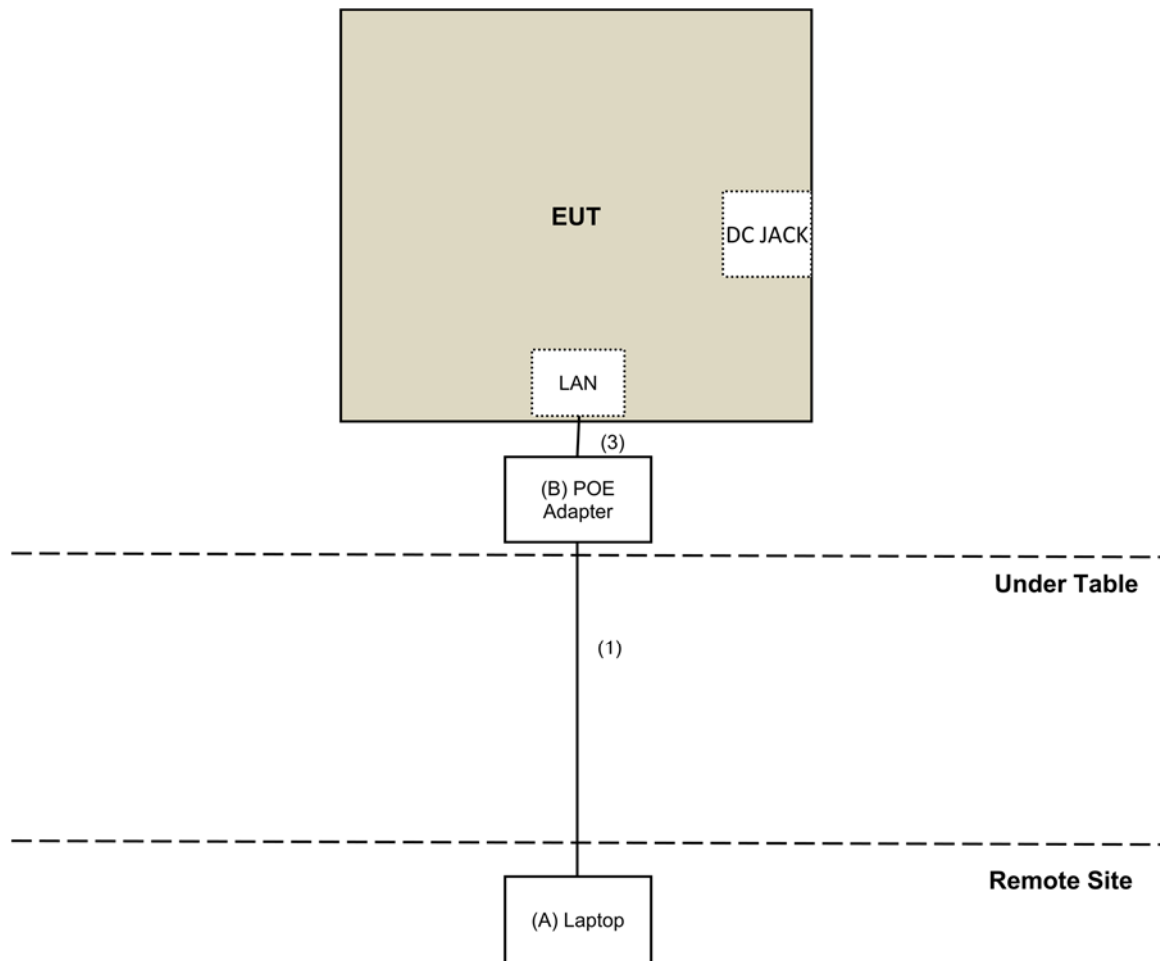 EUT
DC JACK
LAN
(3)
(B) POE
Adapter
Under Table
(1)
Remote Site
(A) Laptop